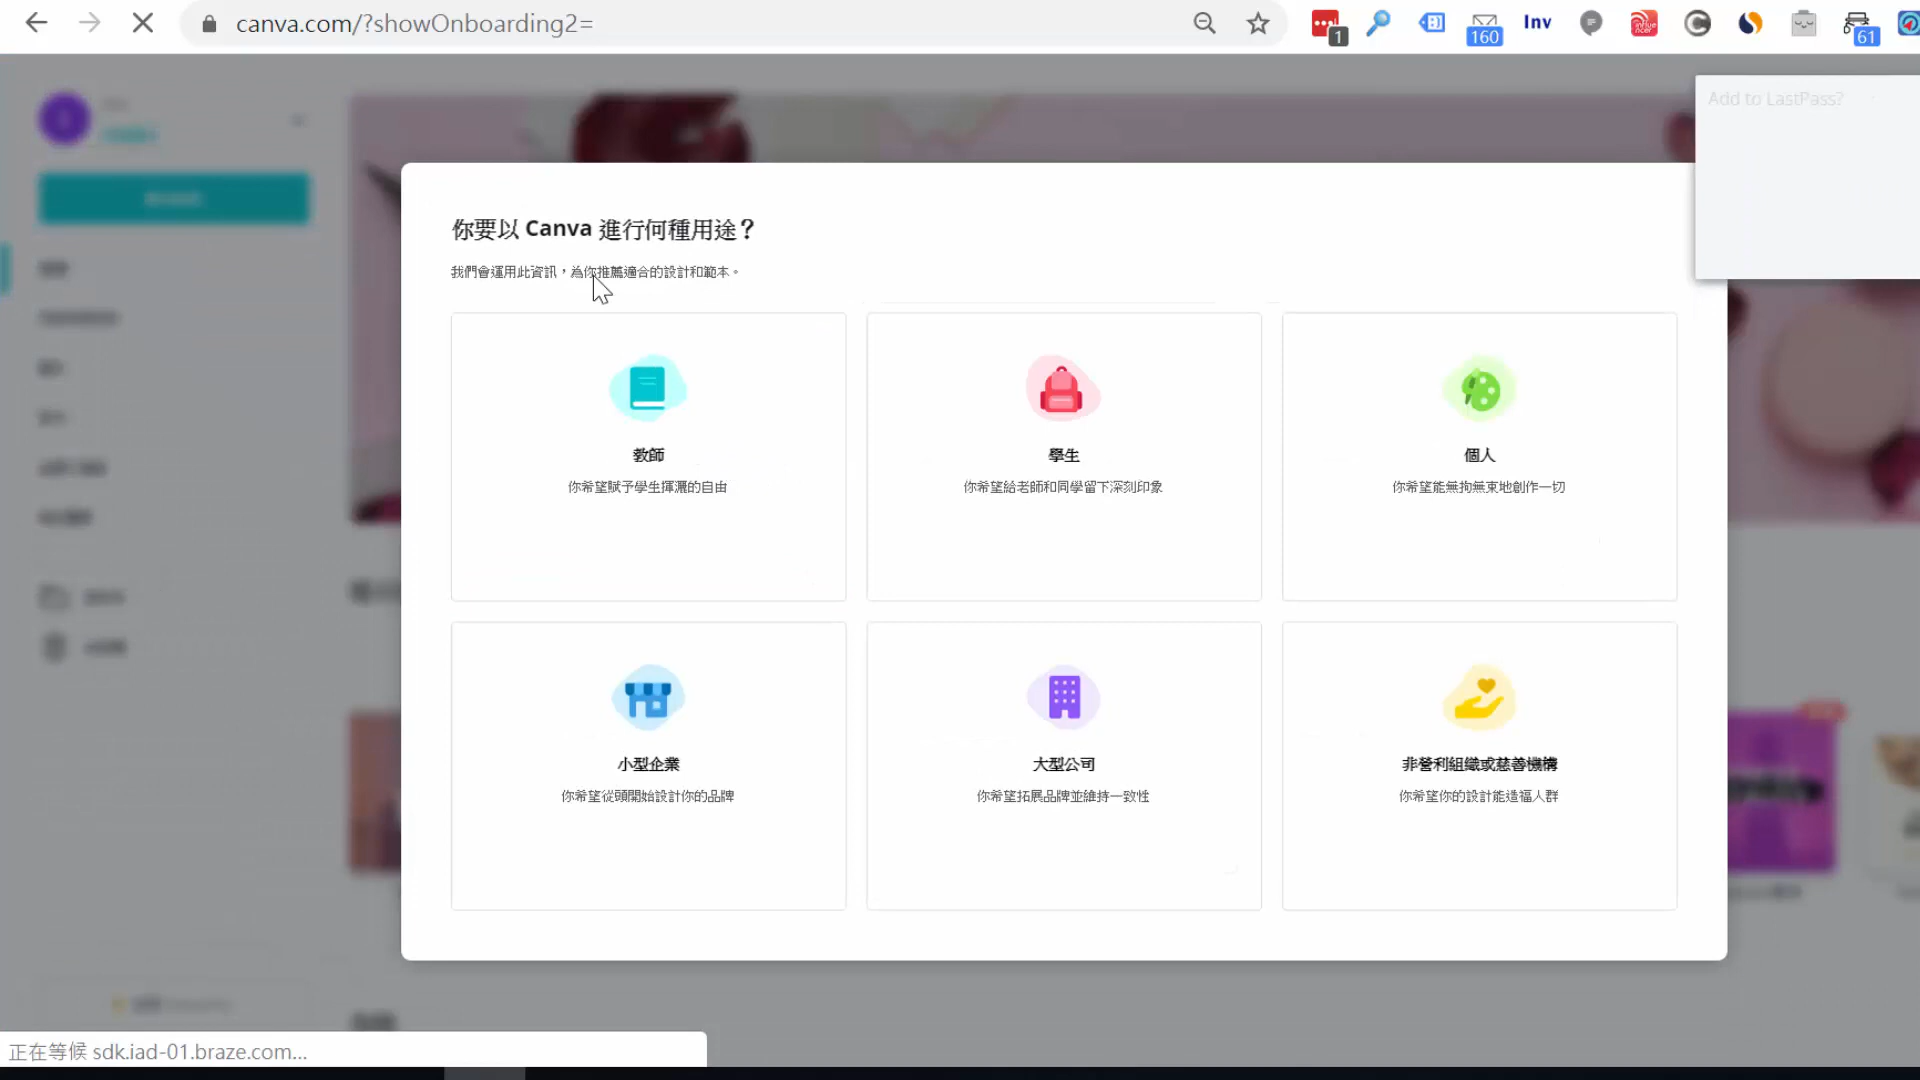 canva.com/?showOnboarding2=
1
160
Inv
61
Add to LastPass?
你要以 Canva 進行何種用途？
我們會運用此資訊，為你推薦適合的設計和範本。
教師
你希望賦予學生揮灑的自由
學生
你希望給老師和同學留下深刻印象
個人
你希望能無拘無束地創作一切
小型企業
你希望從頭開始設計你的品牌
大型公司
你希望拓展品牌並維持一致性
非營利組織或慈善機構
你希望你的設計能造福人群
正在等候 sdk.iad-01.braze.com...